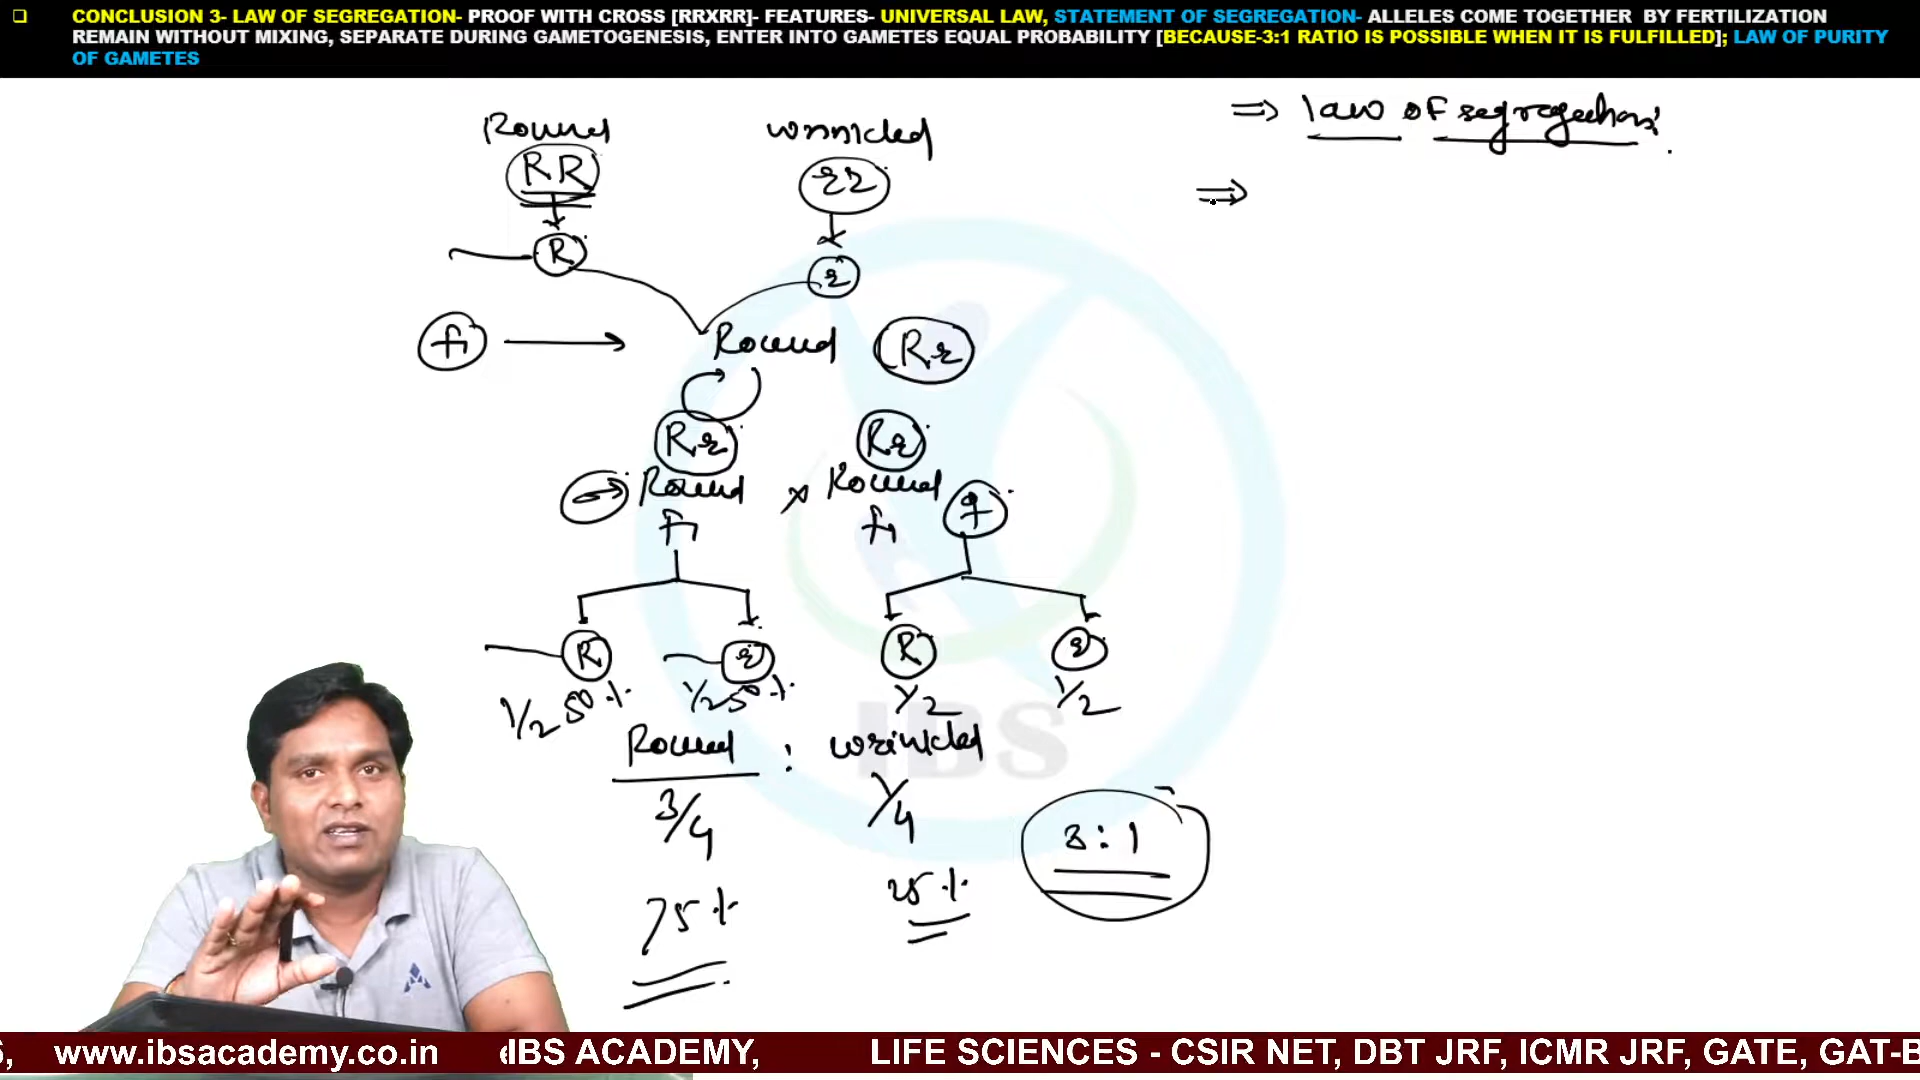 CONCLUSION 3- LAW OF SEGREGATION- PROOF WITH CROSS [RRXRR]- FEATURES- UNIVERSAL LAW, STATEMENT OF SEGREGATION- ALLELES COME TOGETHER BY FERTILIZATION
REMAIN WITHOUT MIXING, SEPARATE DURING GAMETOGENESIS, ENTER INTO GAMETES EQUAL PROBABILITY [BECAUSE-3:1 RATIO IS POSSIBLE WHEN IT IS FULFILLED]; LAW OF PURITY
OF GAMETES
⇒ law of segregation
Round wrinkled
RR rr
⇒
R r
F1 → Round Rr
Rr Rr
Round × Round
F1 F1 ♀
R r R r
1/2 50% 1/2 50% 1/2 1/2
Round : wrinkled
3/4 1/4
3:1
75% 25%
IBS
S, www.ibsacademy.co.in dIBS ACADEMY, LIFE SCIENCES - CSIR NET, DBT JRF, ICMR JRF, GATE, GAT-B